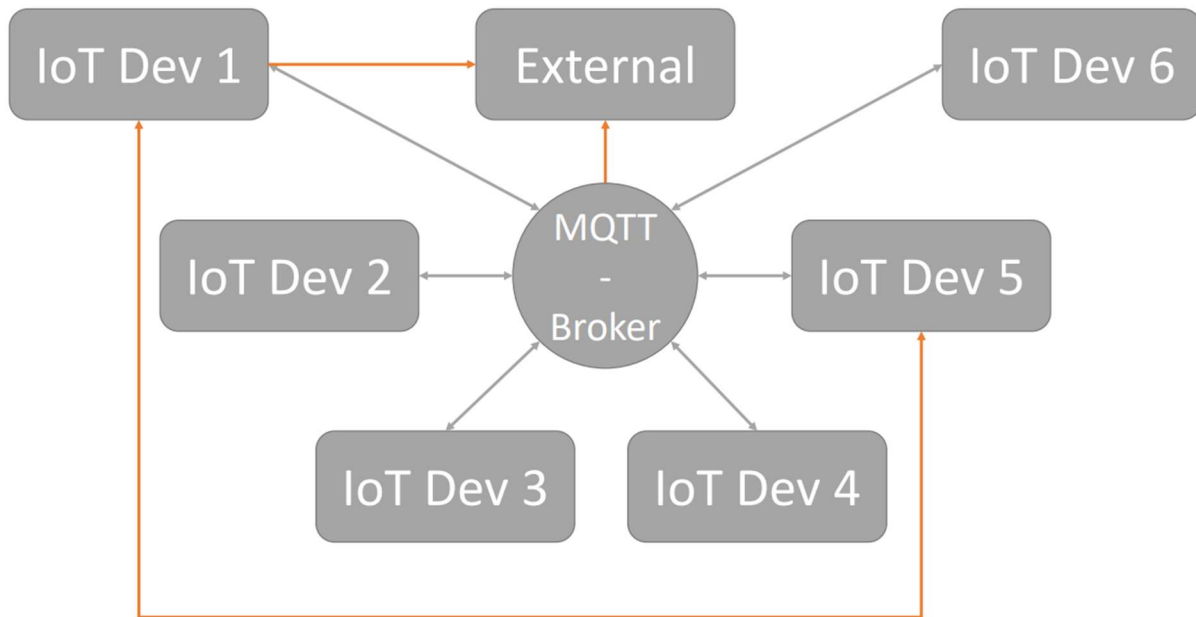 IoT Dev 1
External
IoT Dev 6
MQTT
-
Broker
IoT Dev 2
IoT Dev 5
IoT Dev 3
IoT Dev 4